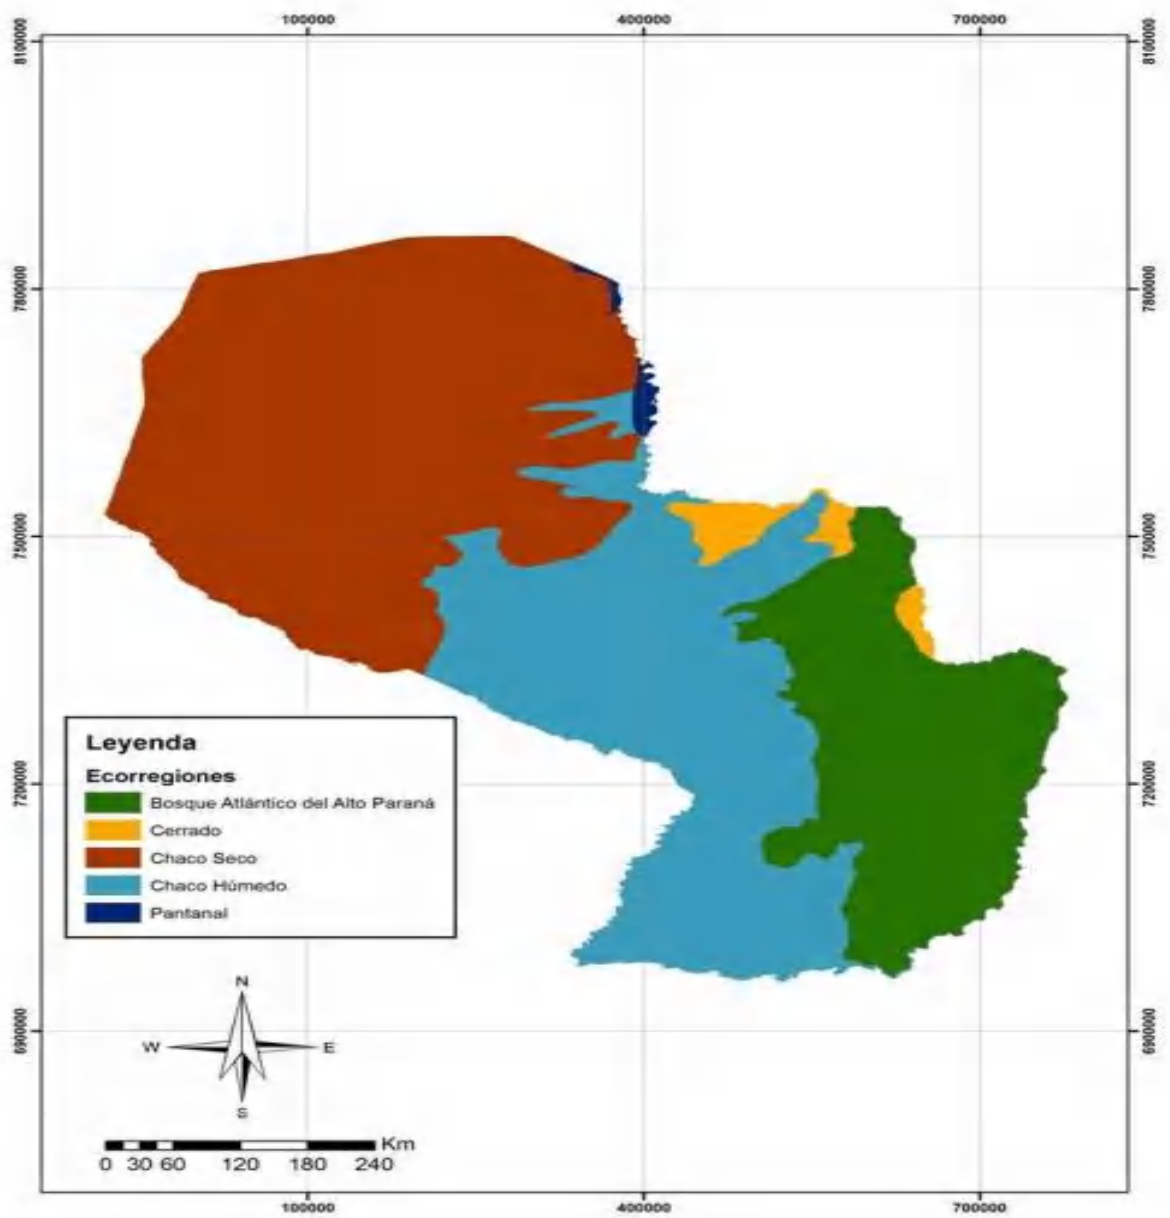 100000 400000 700000
8100000 8100000
7800000 7800000
7500000 7500000
7200000 7200000
6900000 6900000
Leyenda
Ecorregiones
Bosque Atlántico del Alto Paraná
Cerrado
Chaco Seco
Chaco Húmedo
Pantanal
N
W E
S
Km
0 30 60 120 180 240
100000 400000 700000